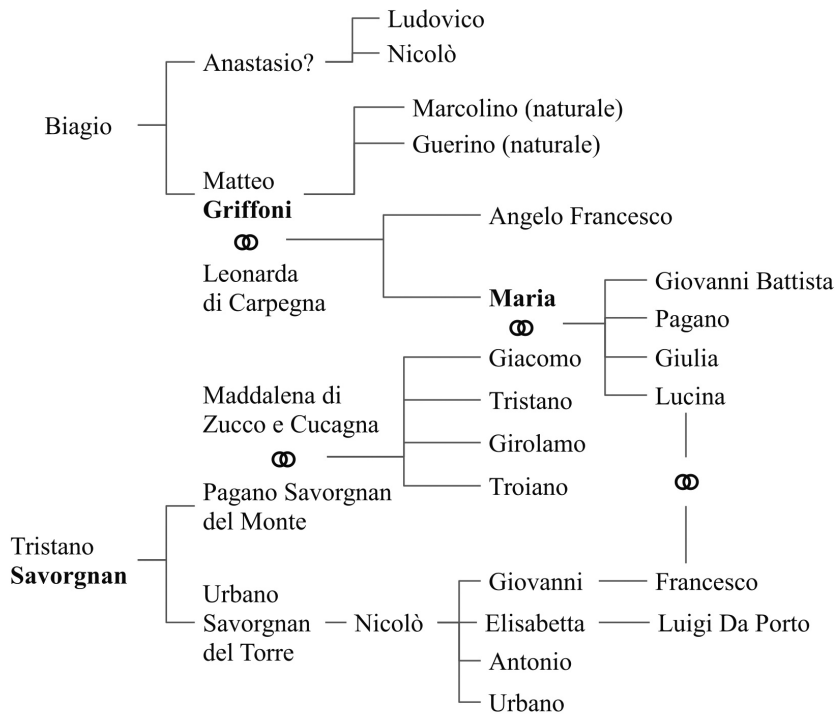 Ludovico
Anastasio?
Nicolò
Biagio
Marcolino (naturale)
Guerino (naturale)
Matteo
Griffoni
Angelo Francesco
Leonarda
di Carpegna
Maria
Giovanni Battista
Pagano
Giacomo
Giulia
Maddalena di
Zucco e Cucagna
Tristano
Lucina
Girolamo
Pagano Savorgnan
del Monte
Troiano
Tristano
Savorgnan
Urbano
Savorgnan
del Torre
Nicolò
Giovanni
Francesco
Elisabetta
Luigi Da Porto
Antonio
Urbano